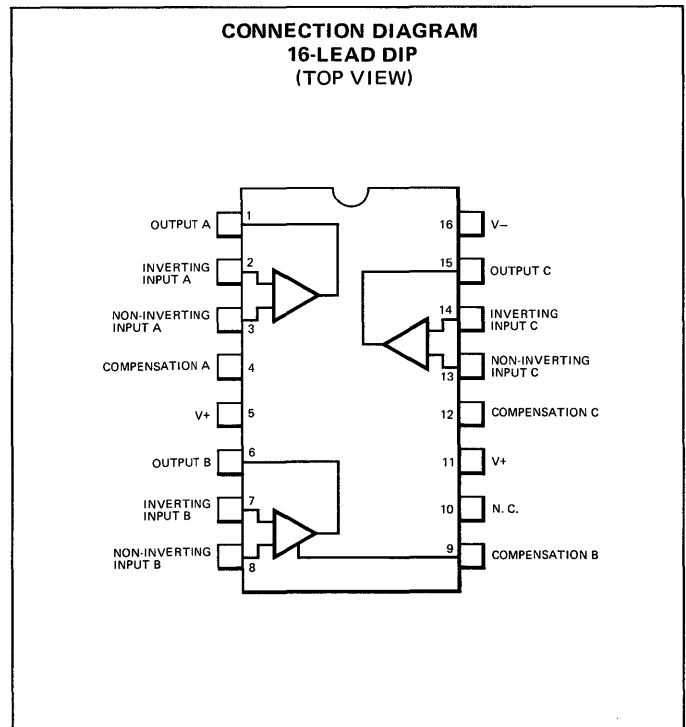 CONNECTION DIAGRAM
16-LEAD DIP
(TOP VIEW)
OUTPUT A
1
INVERTING
INPUT A
2
NON-INVERTING
INPUT A
3
COMPENSATION A
4
V+
5
OUTPUT B
6
INVERTING
INPUT B
7
NON-INVERTING
INPUT B
8
16
V−
15
OUTPUT C
14
INVERTING
INPUT C
13
NON-INVERTING
INPUT C
12
COMPENSATION C
11
V+
10
N. C.
9
COMPENSATION B